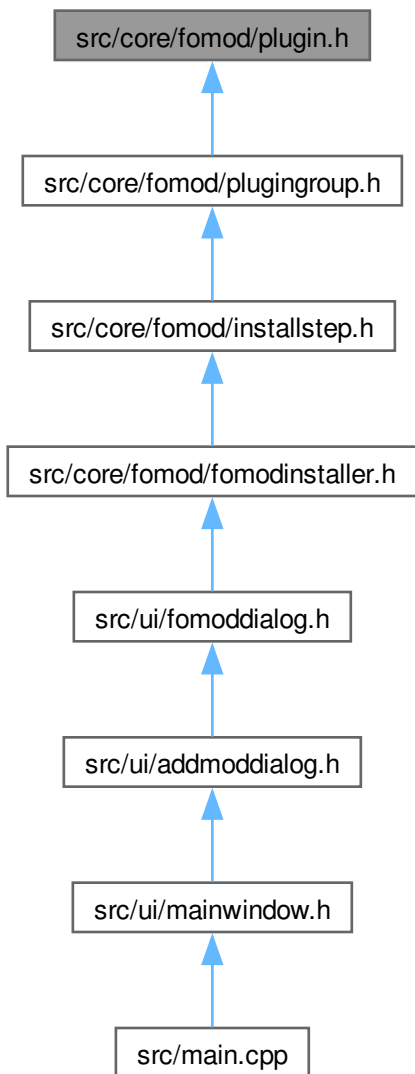 src/core/fomod/plugin.h
src/core/fomod/plugingroup.h
src/core/fomod/installstep.h
src/core/fomod/fomodinstaller.h
src/ui/fomoddialog.h
src/ui/addmoddialog.h
src/ui/mainwindow.h
src/main.cpp